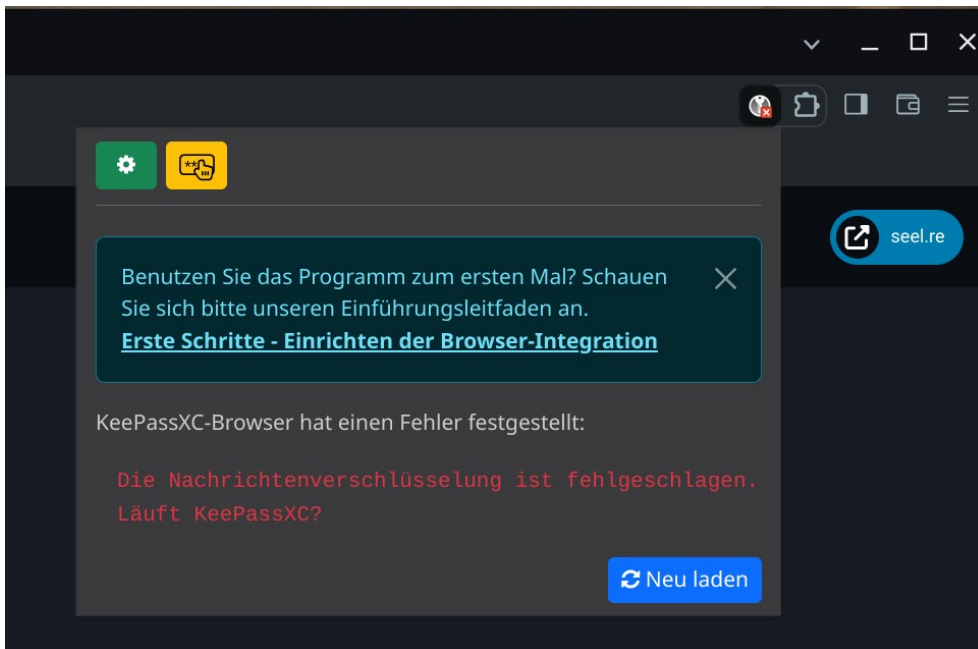 seel.re
Benutzen Sie das Programm zum ersten Mal? Schauen
Sie sich bitte unseren Einführungsleitfaden an.
Erste Schritte - Einrichten der Browser-Integration
KeePassXC-Browser hat einen Fehler festgestellt:
Die Nachrichtenverschlüsselung ist fehlgeschlagen.
Läuft KeePassXC?
Neu laden